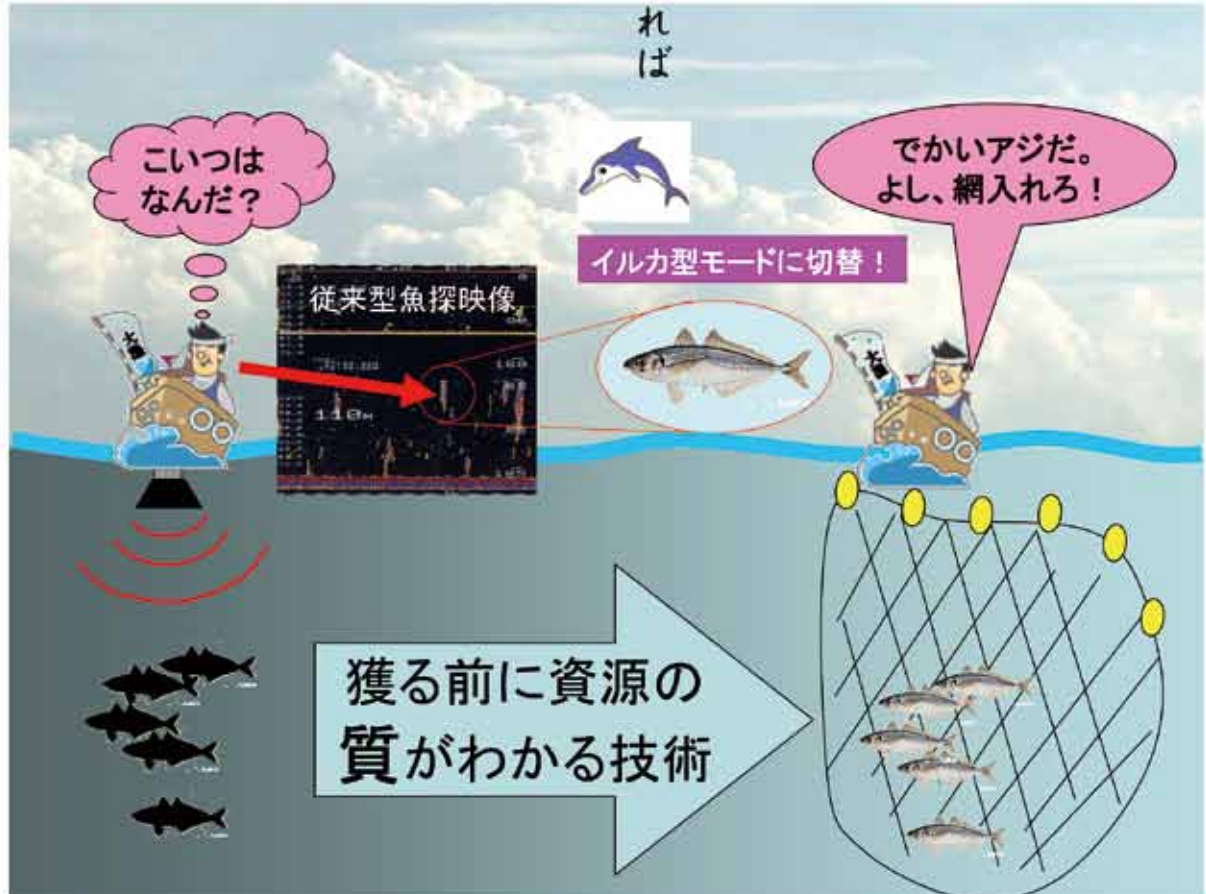 れば
こいつは
なんだ？
でかいアジだ。
よし、網入れろ！
イルカ型モードに切替！
従来型魚探映像
110M
獲る前に資源の
質がわかる技術